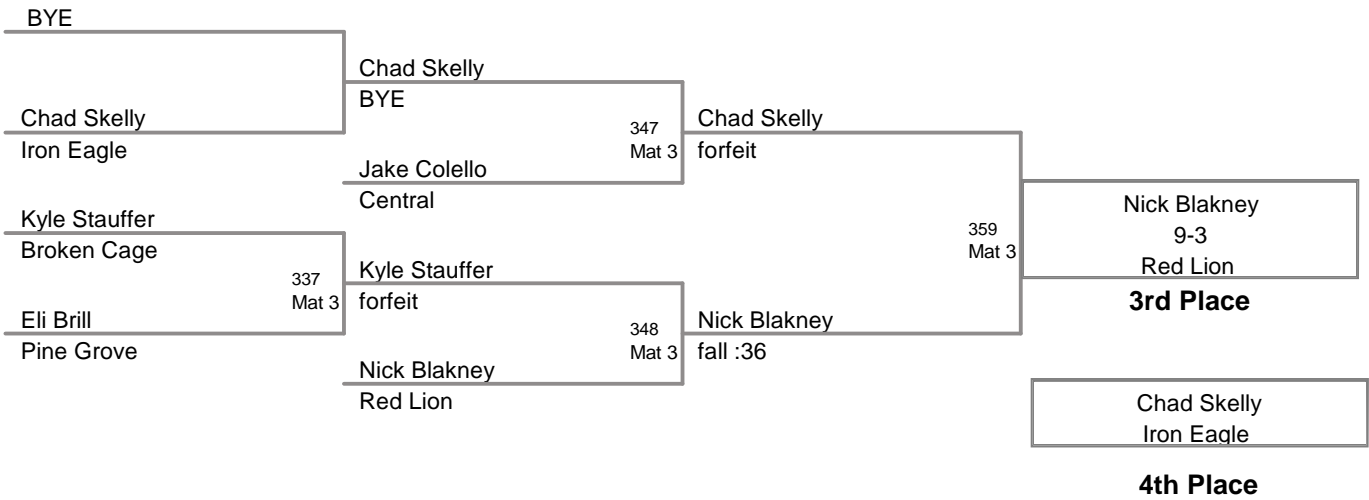 BYE
Chad Skelly
BYE
Chad Skelly
Iron Eagle
347
Mat 3
Chad Skelly
forfeit
Jake Colello
Central
Kyle Stauffer
Broken Cage
337
Mat 3
Kyle Stauffer
forfeit
Eli Brill
Pine Grove
348
Mat 3
Nick Blakney
fall :36
Nick Blakney
Red Lion
359
Mat 3
Nick Blakney
9-3
Red Lion
3rd Place
Chad Skelly
Iron Eagle
4th Place